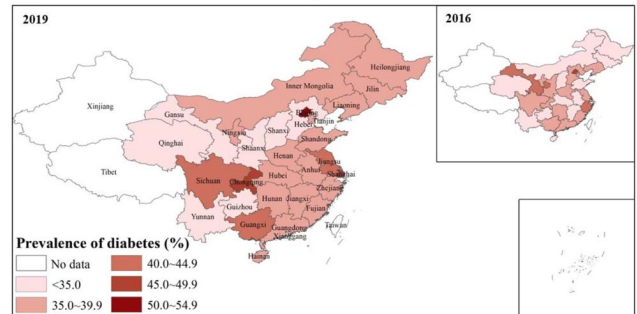 2019
2016
Heilongjiang
Inner Mongolia
Jilin
Xinjiang
Liaoning
Beijing
Tianjin
Gansu
Hebei
Ningxia
Shanxi
Shandong
Qinghai
Shaanxi
Henan
Jiangsu
Tibet
Anhui
Shanghai
Sichuan
Chongqing
Hubei
Zhejiang
Hunan
Jiangxi
Guizhou
Fujian
Yunnan
Taiwan
Guangxi
Guangdong
Hainan
Prevalence of diabetes (%)
No data
40.0~44.9
<35.0
45.0~49.9
35.0~39.9
50.0~54.9